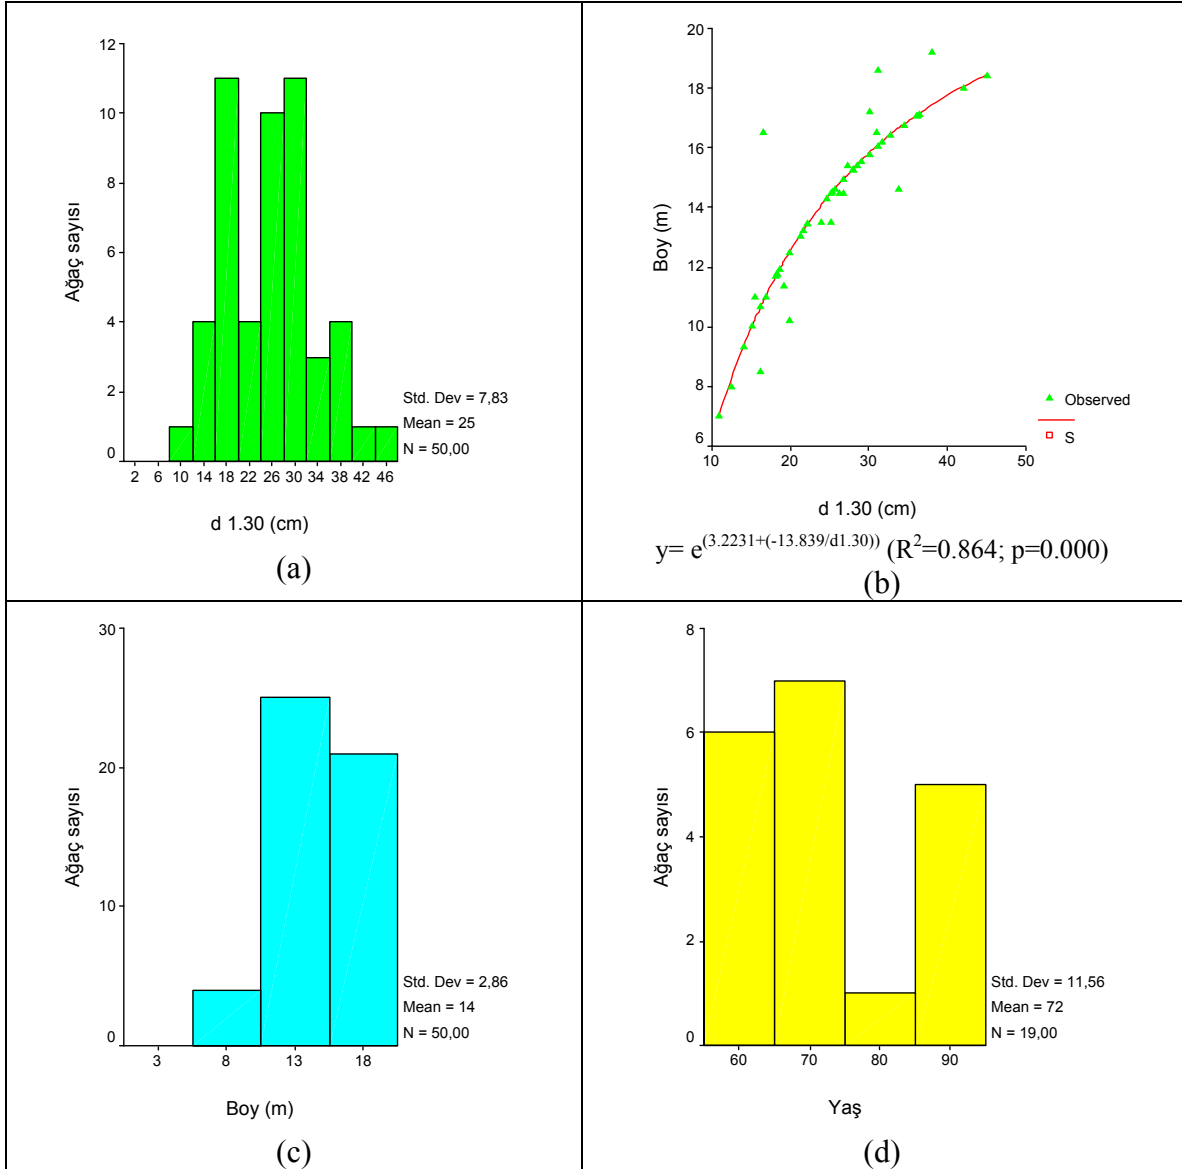 12
10
8
6
4
2
0
Ağaç sayısı
2 6 10 14 18 22 26 30 34 38 42 46
d 1.30 (cm)
Std. Dev = 7,83
Mean = 25
N = 50,00
(a)
20
18
16
14
12
10
8
6
Boy (m)
10 20 30 40 50
d 1.30 (cm)
Observed
S
y= e^(3.2231+(-13.839/d1.30)) (R²=0.864; p=0.000)
(b)
30
20
10
0
Ağaç sayısı
3 8 13 18
Boy (m)
Std. Dev = 2,86
Mean = 14
N = 50,00
(c)
8
6
4
2
0
Ağaç sayısı
60 70 80 90
Yaş
Std. Dev = 11,56
Mean = 72
N = 19,00
(d)